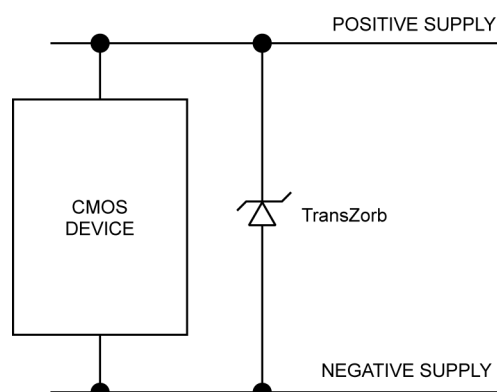 POSITIVE SUPPLY
CMOS
DEVICE
TransZorb
NEGATIVE SUPPLY